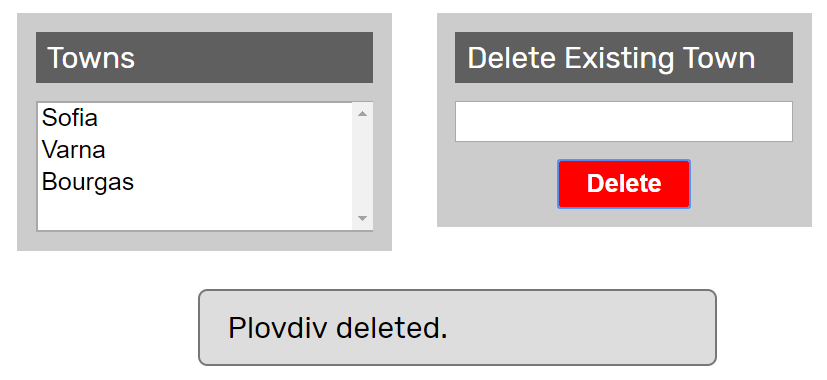 Towns
Sofia
Varna
Bourgas
Delete Existing Town
Delete
Plovdiv deleted.